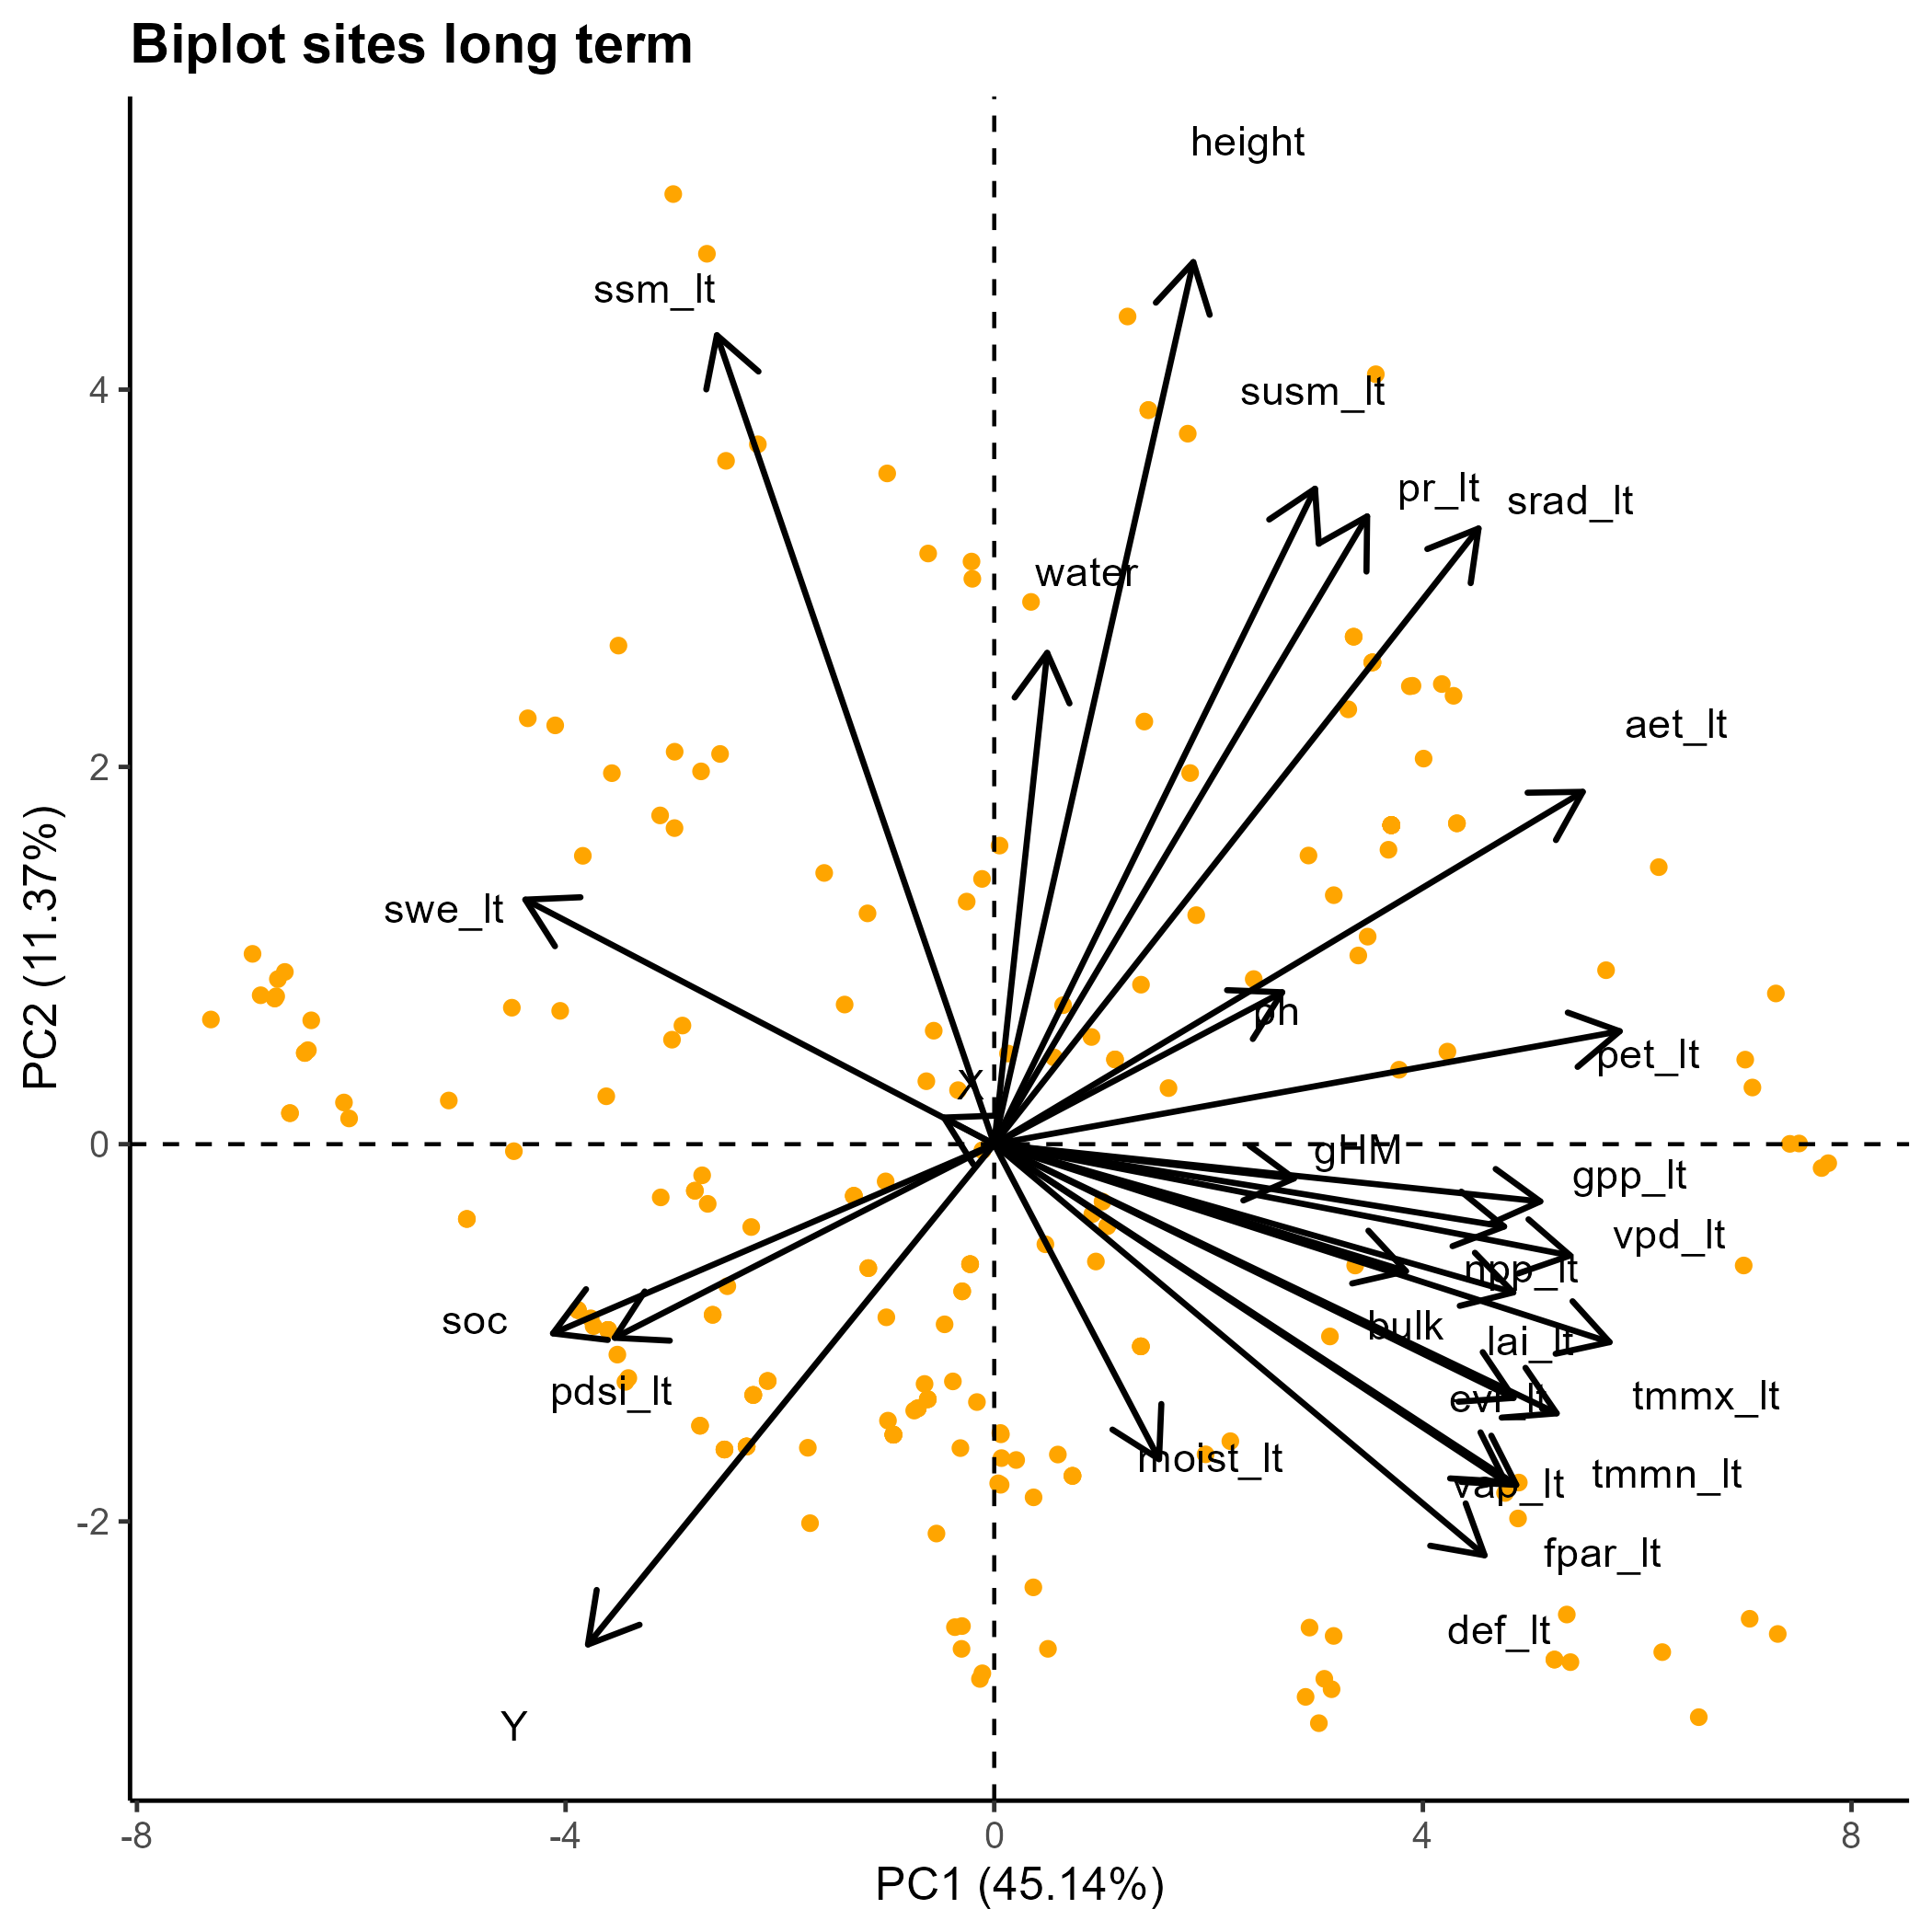 Biplot sites long term
height
ssm_lt
susm_lt
4
pr_lt
srad_lt
water
aet_lt
2
swe_lt
ph
pet_lt
X
PC2 (11.37%)
0
gHM
gpp_lt
vpd_lt
npp_lt
soc
bulk
lai_lt
pdsi_lt
evi_lt
tmmx_lt
moist_lt
vap_lt
tmmn_lt
-2
fpar_lt
def_lt
Y
-8
-4
0
4
8
PC1 (45.14%)